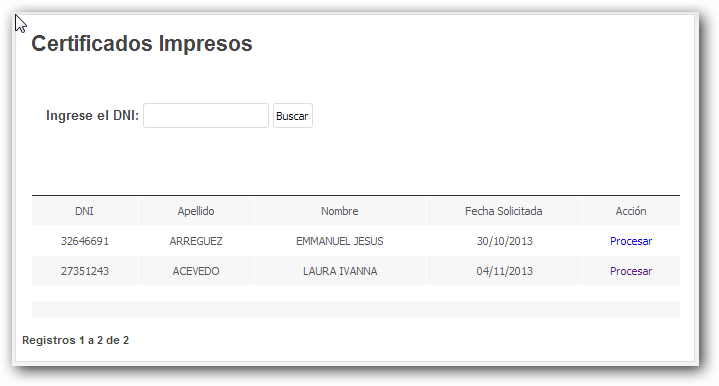 Certificados Impresos
Ingrese el DNI: Buscar
DNI Apellido Nombre Fecha Solicitada Acción
32646691 ARREGUEZ EMMANUEL JESUS 30/10/2013 Procesar
27351243 ACEVEDO LAURA IVANNA 04/11/2013 Procesar
Registros 1 a 2 de 2